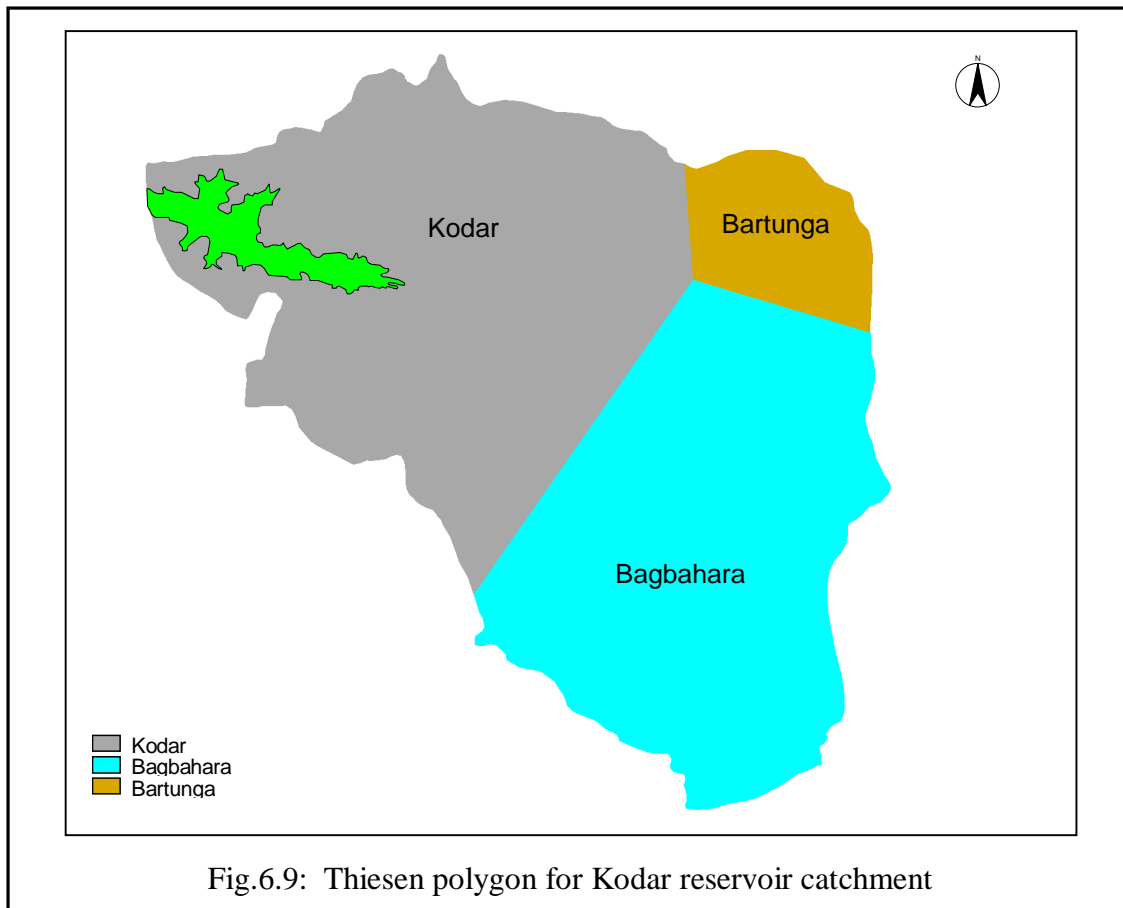 N
Kodar
Bartunga
Bagbahara
Kodar
Bagbahara
Bartunga
Fig.6.9: Thiesen polygon for Kodar reservoir catchment